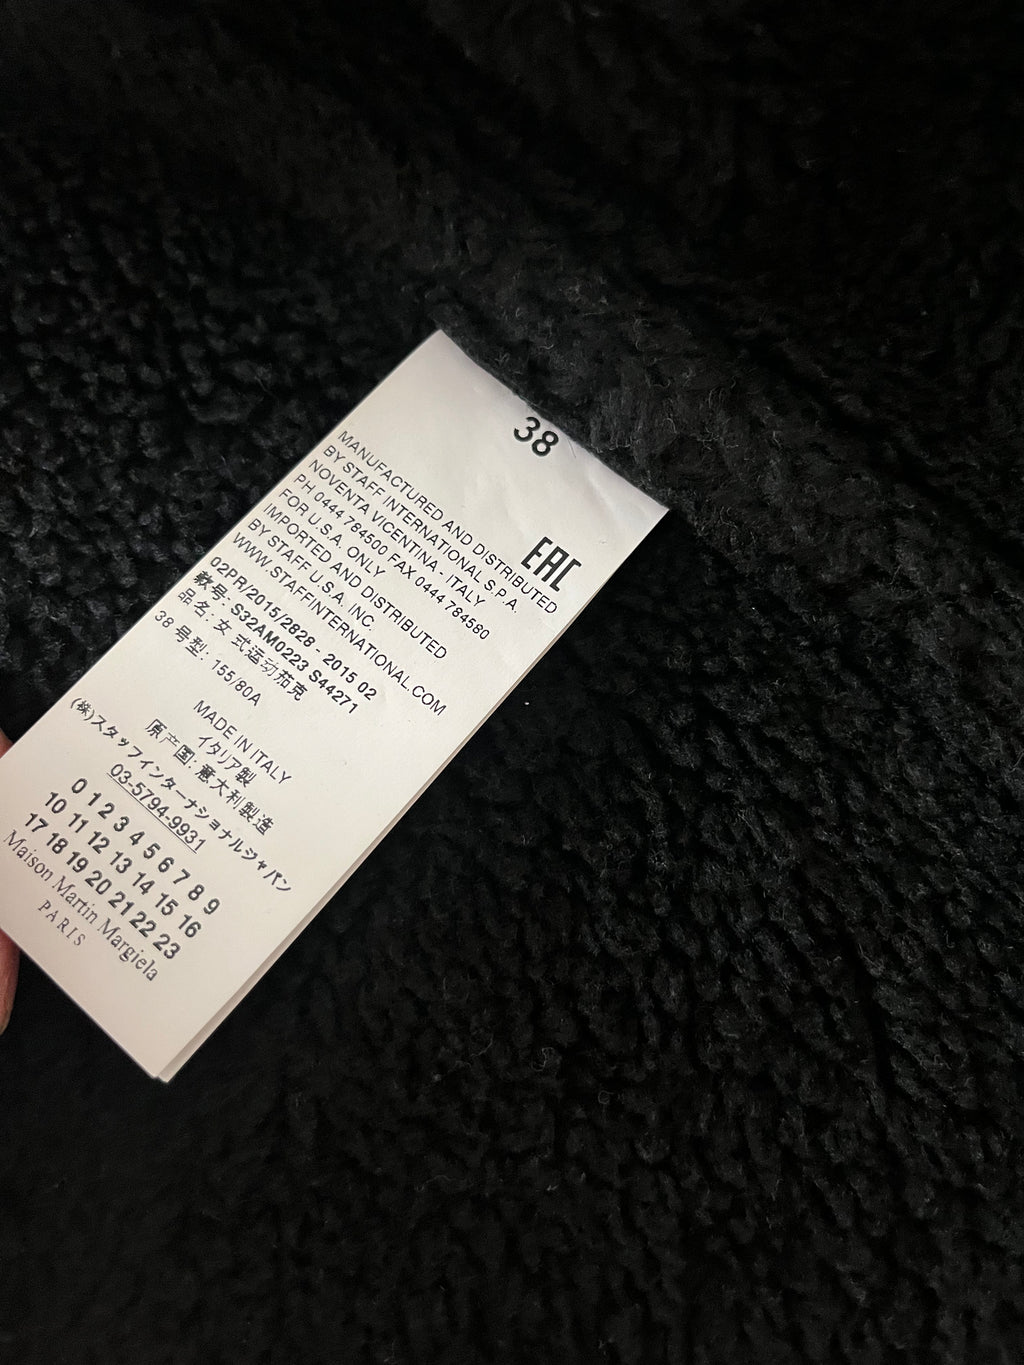 38
MANUFACTURED AND DISTRIBUTED
BY STAFF INTERNATIONAL S.P.A.
NOVENTA VICENTINA - ITALY
PH 0444 784500 FAX 0444 784580
FOR U.S.A. ONLY
IMPORTED AND DISTRIBUTED
BY STAFF U.S.A. INC.
WWW.STAFFINTERNATIONAL.COM
EAC
02PR/2015/2828 - 2015 02
款号: S32AM0223 S44271
品名: 女式运动茄克
38 号型: 155/80A
MADE IN ITALY
イタリア製
原产国: 意大利製造
(株)スタッフインターナショナルジャパン
03-5794-9931
0 1 2 3 4 5 6 7 8 9
10 11 12 13 14 15 16
17 18 19 20 21 22 23
Maison Martin Margiela
PARIS